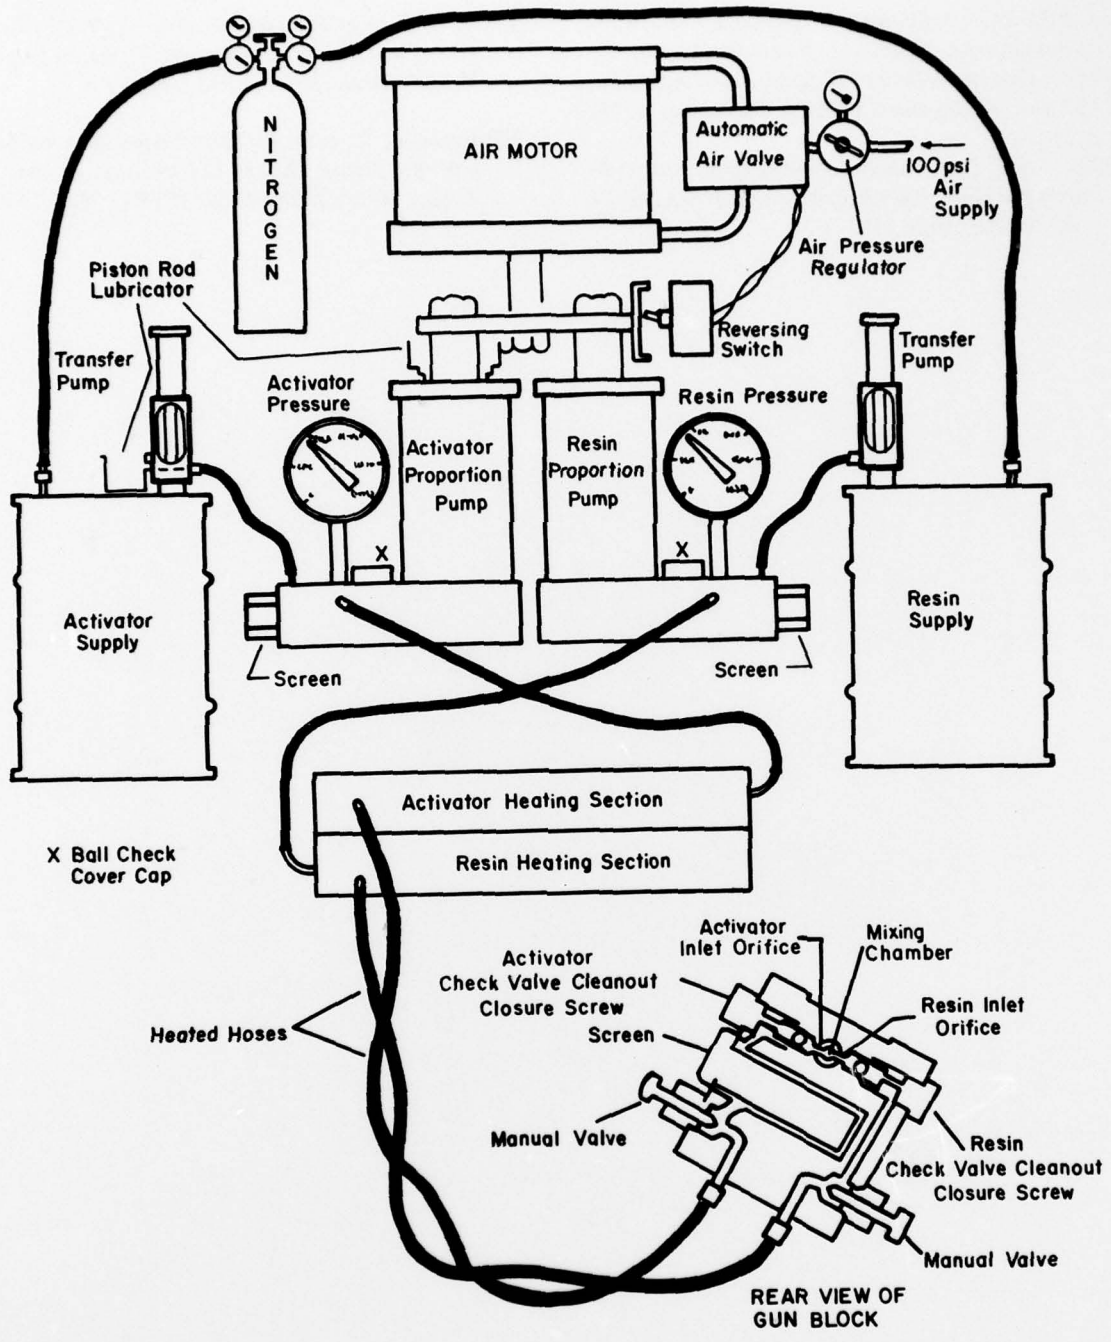 NITROGEN
AIR MOTOR
Automatic
Air Valve
100 psi
Air
Supply
Air Pressure
Regulator
Piston Rod
Lubricator
Reversing
Switch
Transfer
Pump
Transfer
Pump
Activator
Pressure
Resin Pressure
Activator
Proportion
Pump
Resin
Proportion
Pump
X
X
Activator
Supply
Resin
Supply
Screen
Screen
Activator Heating Section
Resin Heating Section
X Ball Check
Cover Cap
Activator
Inlet Orifice
Mixing
Chamber
Activator
Check Valve Cleanout
Closure Screw
Resin Inlet
Orifice
Screen
Heated Hoses
Manual Valve
Resin
Check Valve Cleanout
Closure Screw
Manual Valve
REAR VIEW OF
GUN BLOCK